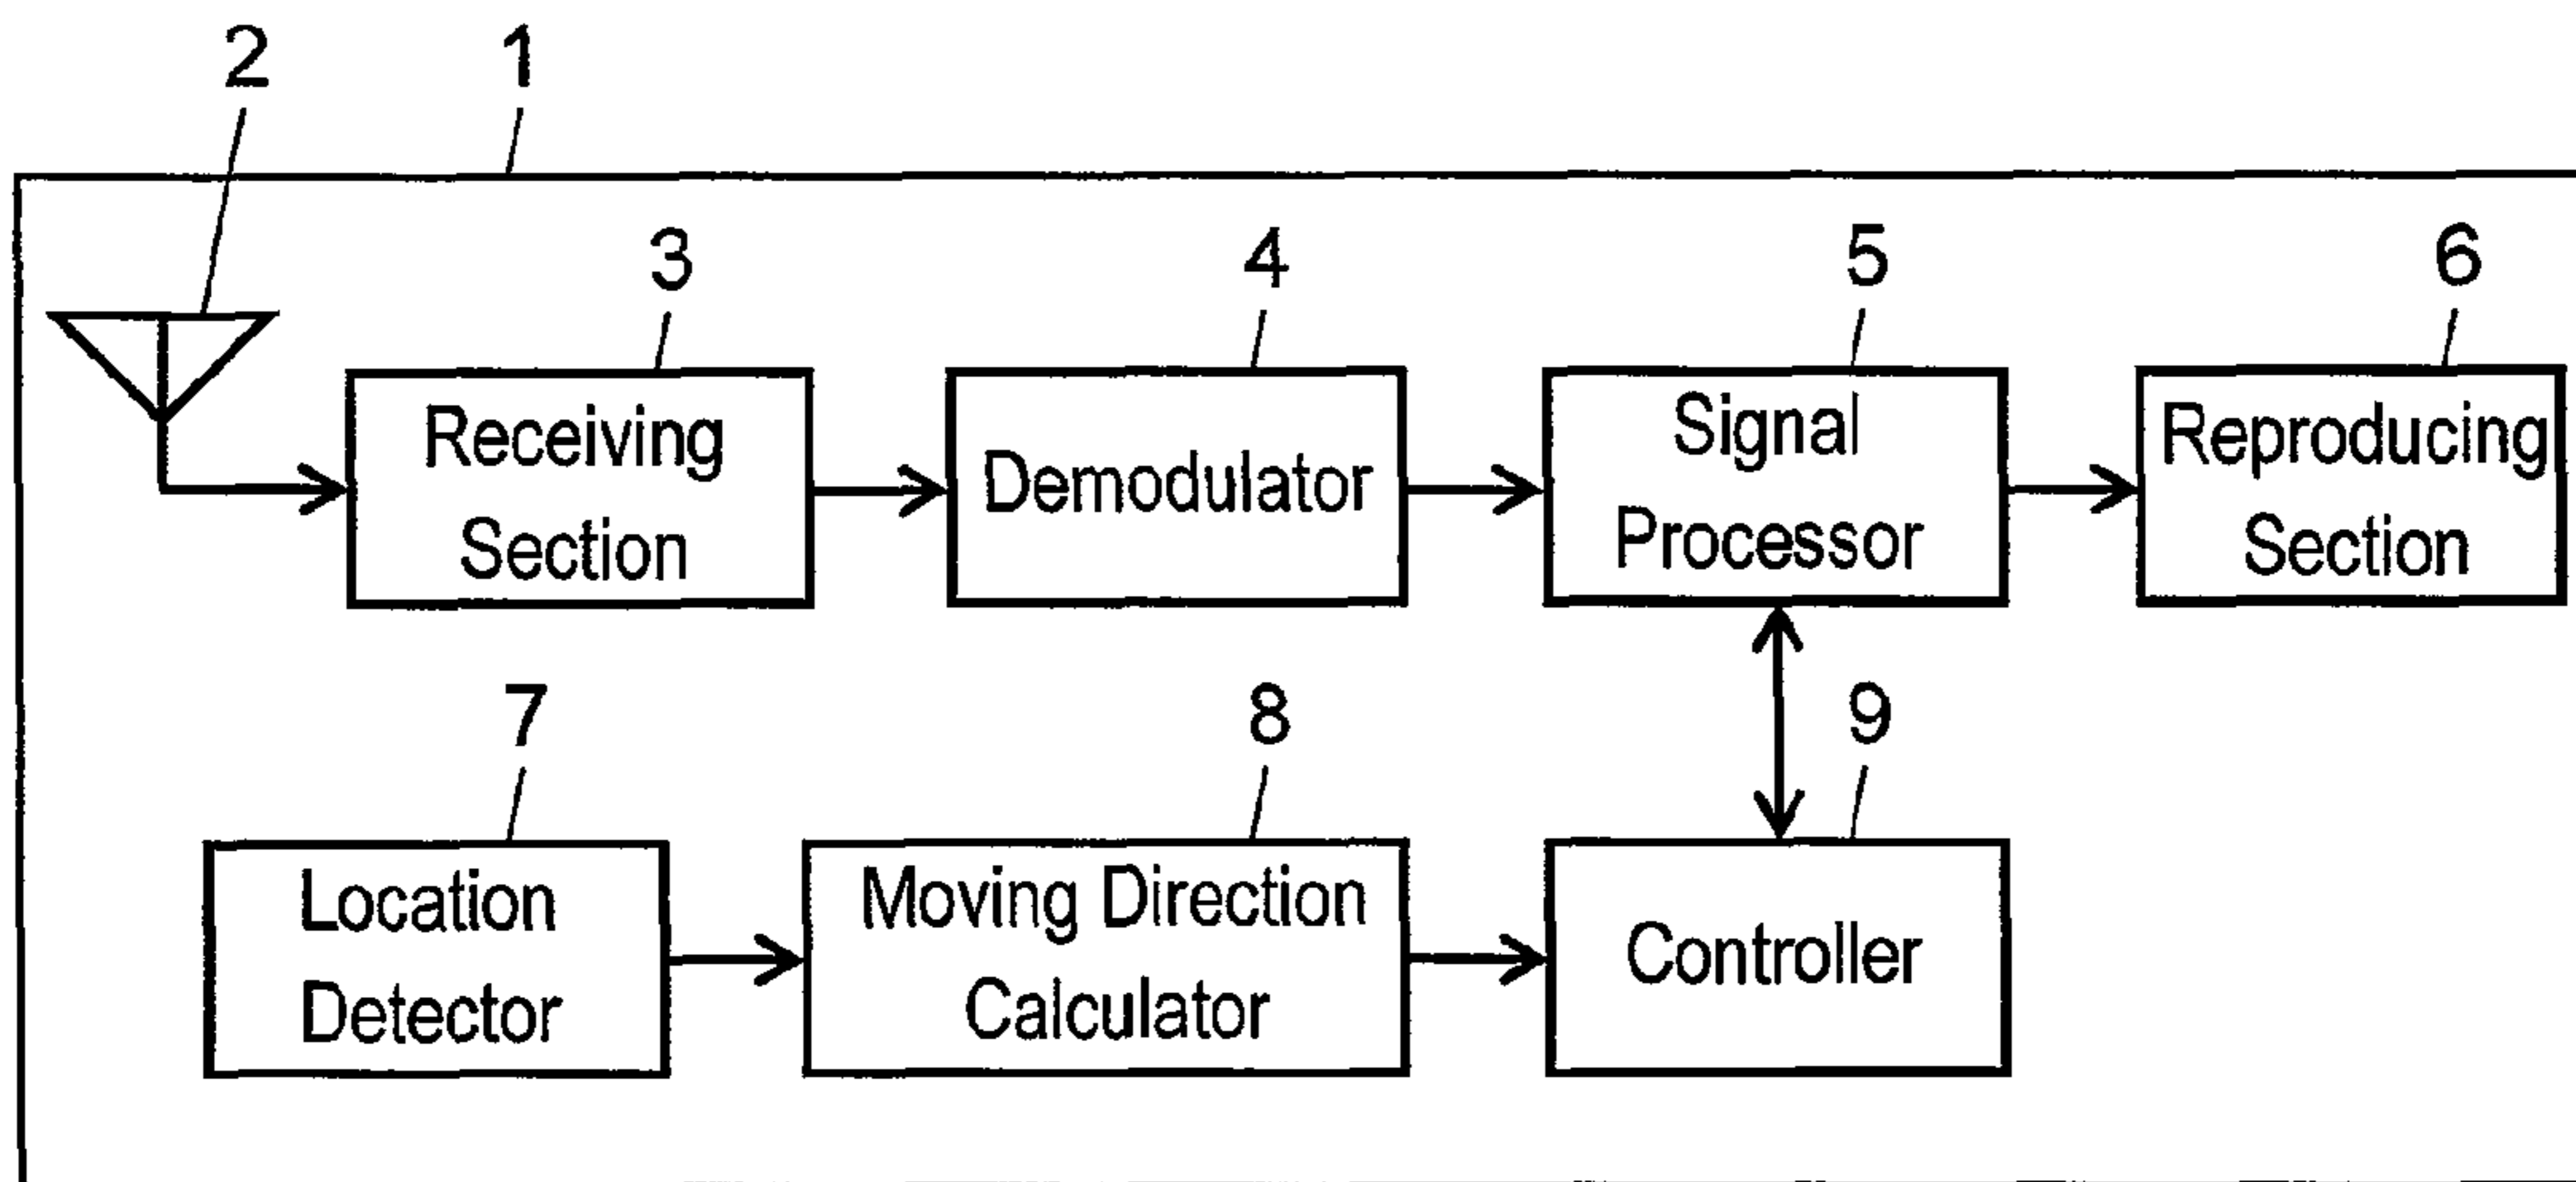 2
1
3
4
5
6
Receiving
Section
Demodulator
Signal
Processor
Reproducing
Section
7
8
9
Location
Detector
Moving Direction
Calculator
Controller